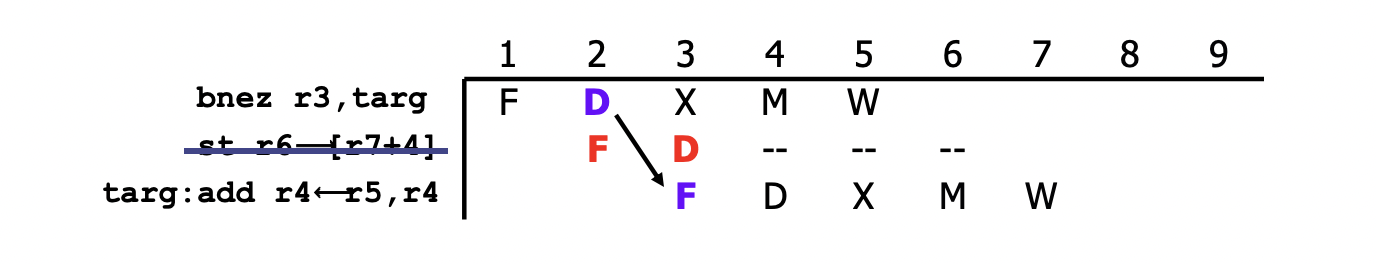 1 2 3 4 5 6 7 8 9
bnez r3,targ F D X M W
st r6⟵[r7+4] F D -- -- --
targ:add r4⟵r5,r4 F D X M W